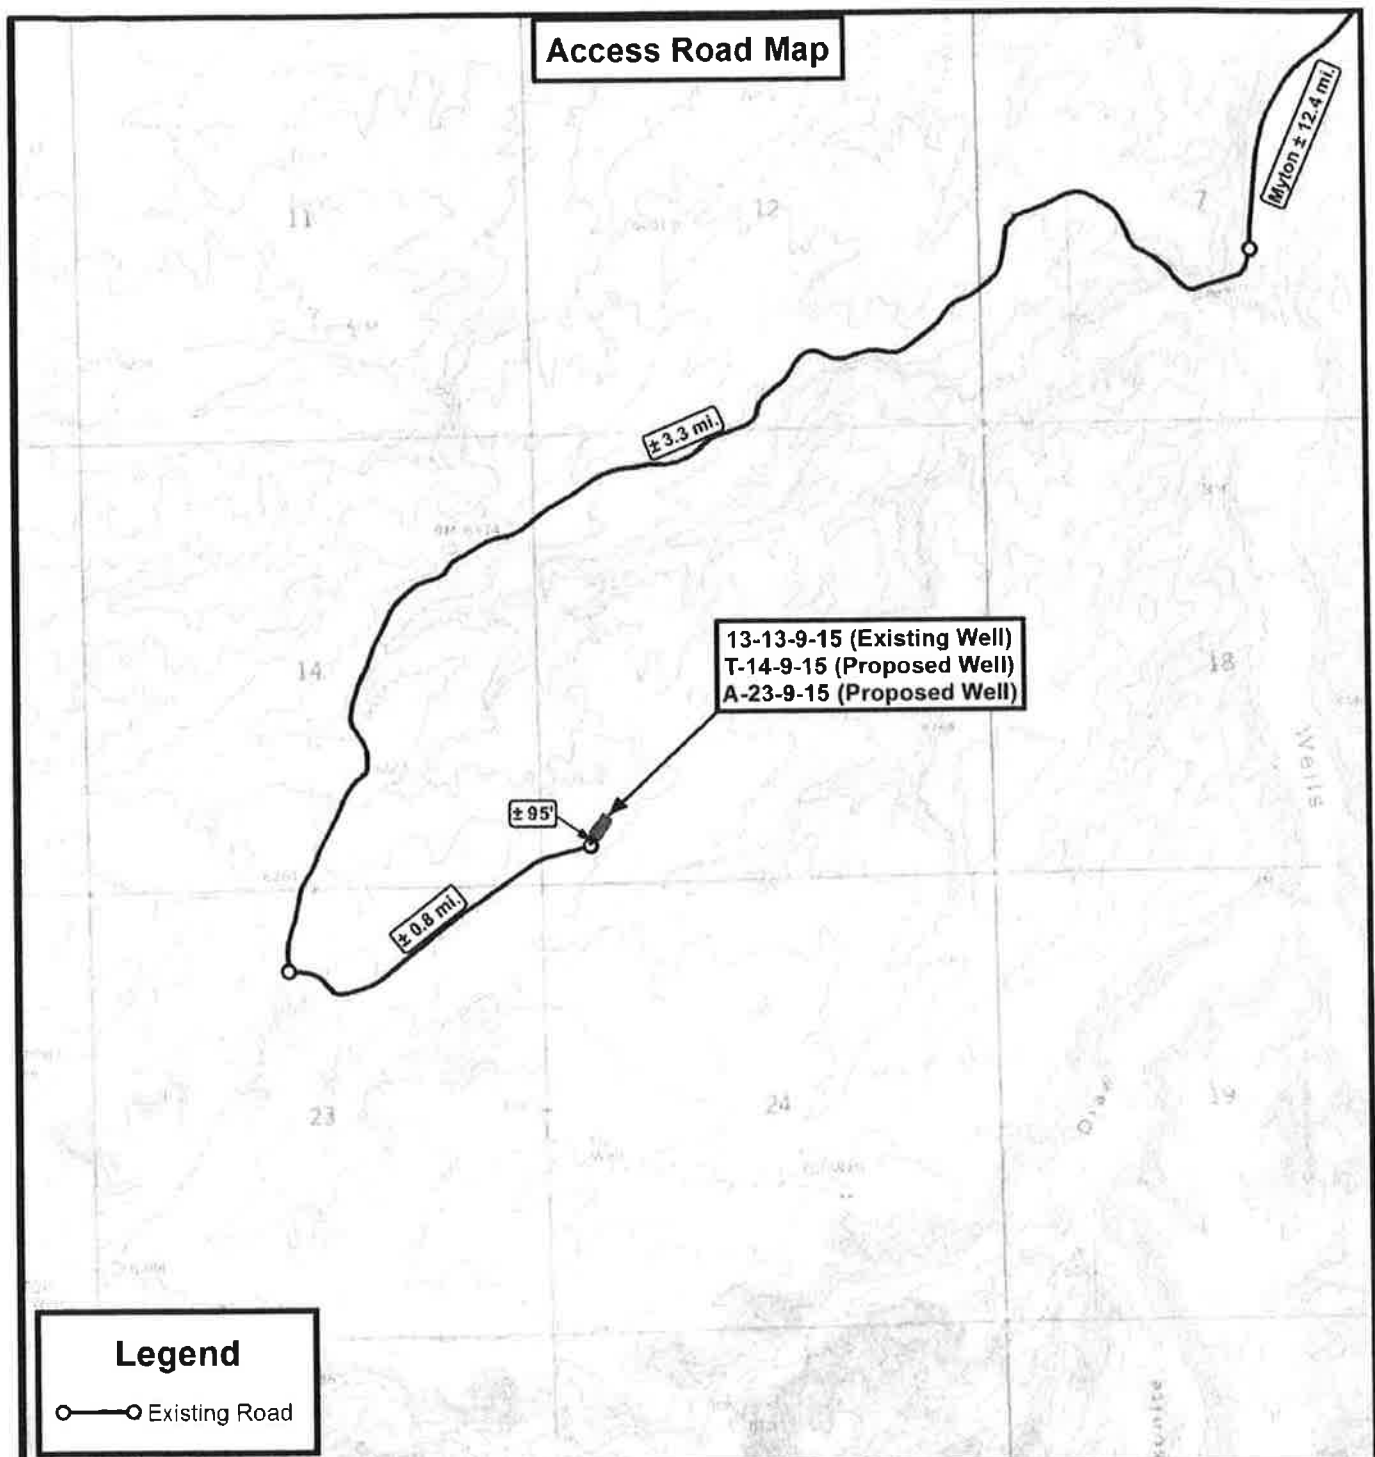 Access Road Map
Myton ± 12.4 mi.
11
12
7
± 3.3 mi.
13-13-9-15 (Existing Well)
T-14-9-15 (Proposed Well)
A-23-9-15 (Proposed Well)
14
18
Wells
± 95'
± 0.8 mi.
23
24
19
Draw
Legend
Existing Road